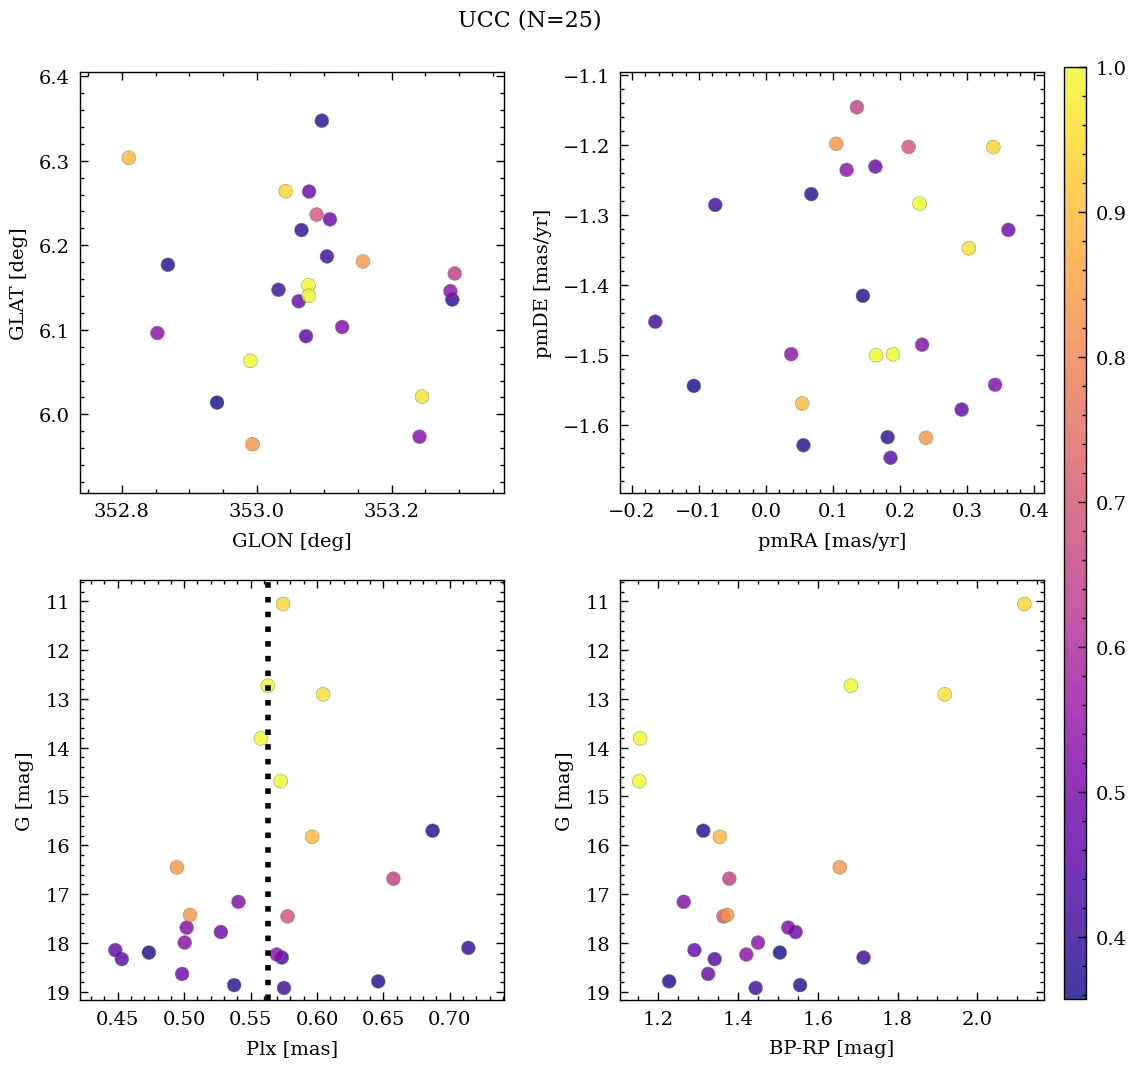 UCC (N=25)
6.4
6.3
6.2
6.1
6.0
GLAT [deg]
352.8 353.0 353.2
GLON [deg]
−1.1
−1.2
−1.3
−1.4
−1.5
−1.6
pmDE [mas/yr]
−0.2 −0.1 0.0 0.1 0.2 0.3 0.4
pmRA [mas/yr]
11
12
13
14
15
16
17
18
19
G [mag]
0.45 0.50 0.55 0.60 0.65 0.70
Plx [mas]
11
12
13
14
15
16
17
18
19
G [mag]
1.2 1.4 1.6 1.8 2.0
BP-RP [mag]
1.0
0.9
0.8
0.7
0.6
0.5
0.4